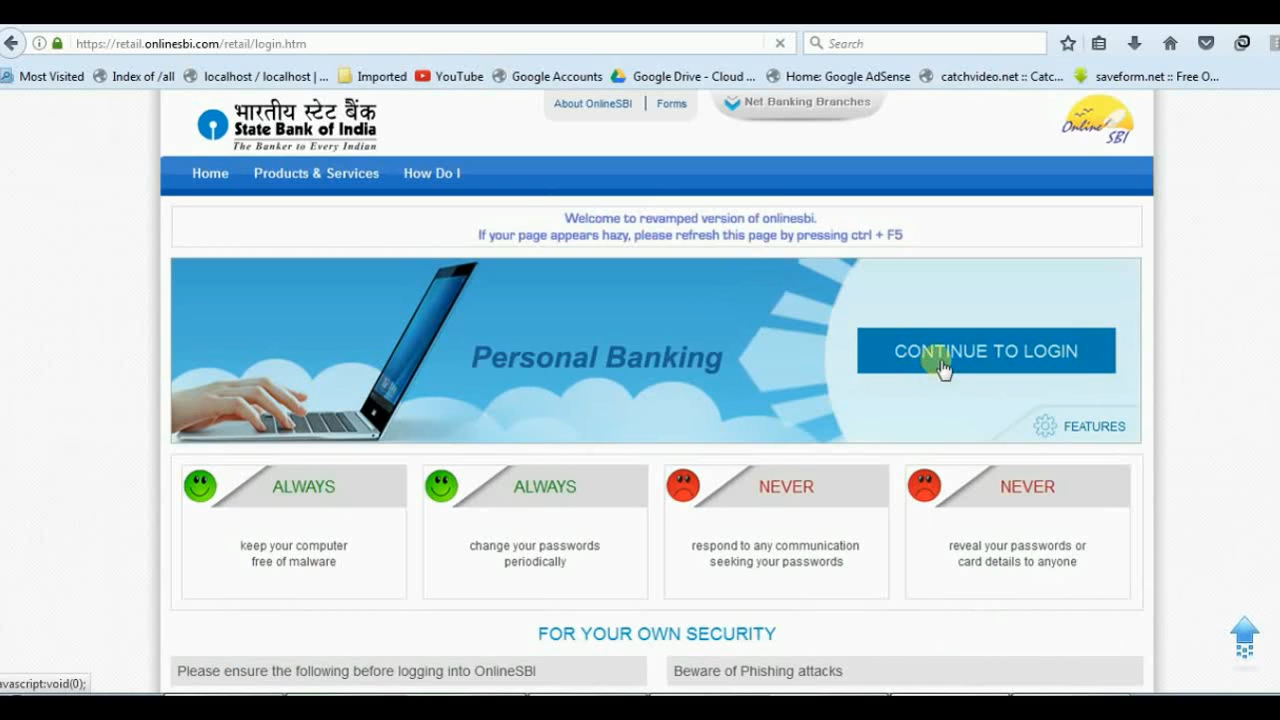 https://retail.onlinesbi.com/retail/login.htm
Search
Most Visited
Index of /all
localhost / localhost | ...
Imported
YouTube
Google Accounts
Google Drive - Cloud ...
Home: Google AdSense
catchvideo.net :: Catc...
saveform.net :: Free O...
भारतीय स्टेट बैंक
State Bank of India
The Banker to Every Indian
About OnlineSBI | Forms
Net Banking Branches
Online SBI
Home
Products & Services
How Do I
Welcome to revamped version of onlinesbi.
If your page appears hazy, please refresh this page by pressing ctrl + F5
Personal Banking
CONTINUE TO LOGIN
FEATURES
ALWAYS
keep your computer
free of malware
ALWAYS
change your passwords
periodically
NEVER
respond to any communication
seeking your passwords
NEVER
reveal your passwords or
card details to anyone
FOR YOUR OWN SECURITY
Please ensure the following before logging into OnlineSBI
Beware of Phishing attacks
avascript:void(0);